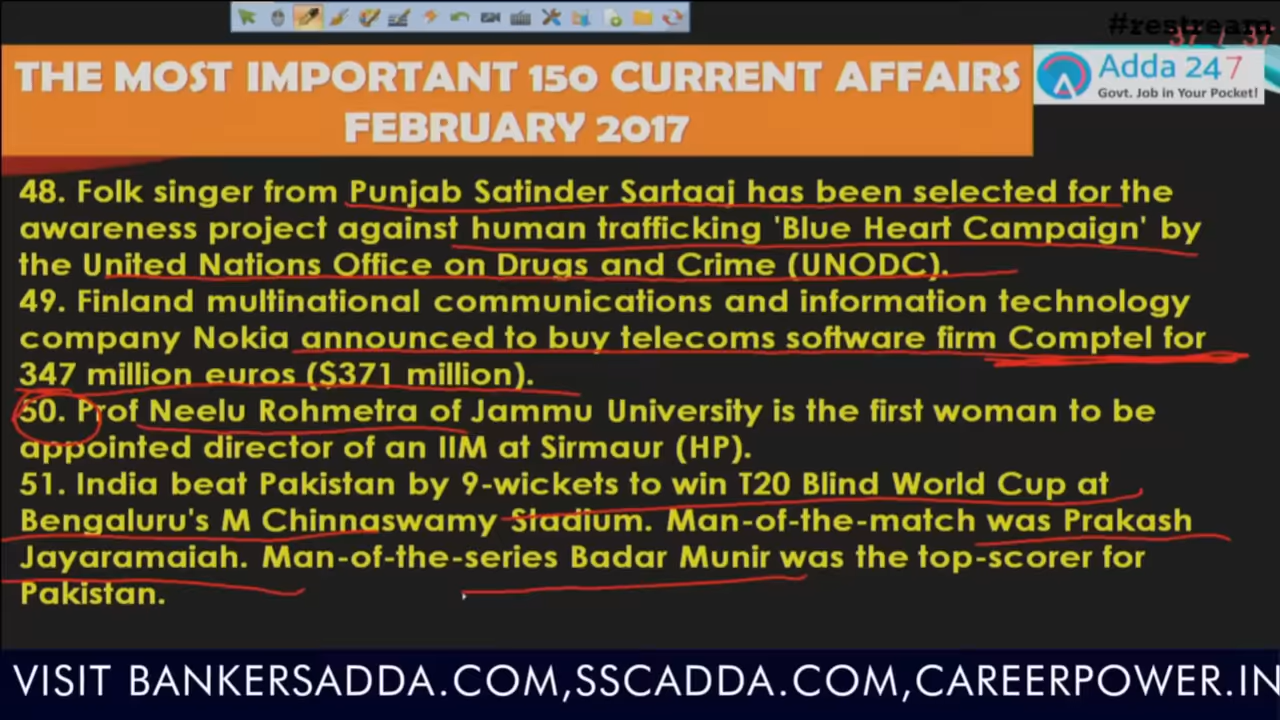 #restream
37 / 37
THE MOST IMPORTANT 150 CURRENT AFFAIRS
FEBRUARY 2017
Adda 247
Govt. Job in Your Pocket!
48. Folk singer from Punjab Satinder Sartaaj has been selected for the
awareness project against human trafficking 'Blue Heart Campaign' by
the United Nations Office on Drugs and Crime (UNODC).
49. Finland multinational communications and information technology
company Nokia announced to buy telecoms software firm Comptel for
347 million euros ($371 million).
50. Prof Neelu Rohmetra of Jammu University is the first woman to be
appointed director of an IIM at Sirmaur (HP).
51. India beat Pakistan by 9-wickets to win T20 Blind World Cup at
Bengaluru's M Chinnaswamy Stadium. Man-of-the-match was Prakash
Jayaramaiah. Man-of-the-series Badar Munir was the top-scorer for
Pakistan.
VISIT BANKERSADDA.COM,SSCADDA.COM,CAREERPOWER.IN